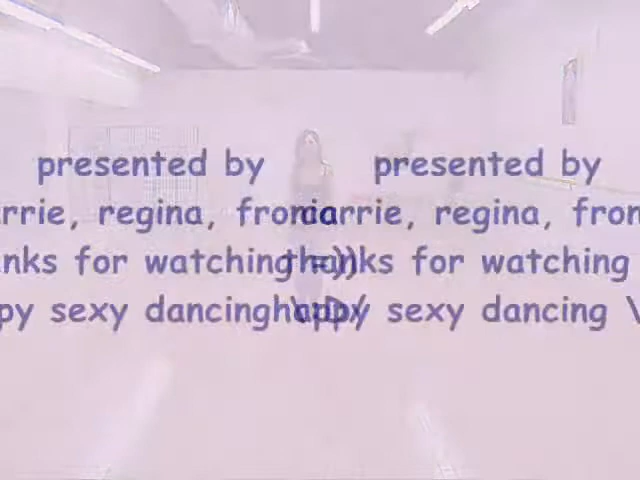 presented by presented by
rrie, regina, from carrie, regina, fron
nks for watching =)) thanks for watching
py sexy dancing \:D/ happy sexy dancing \